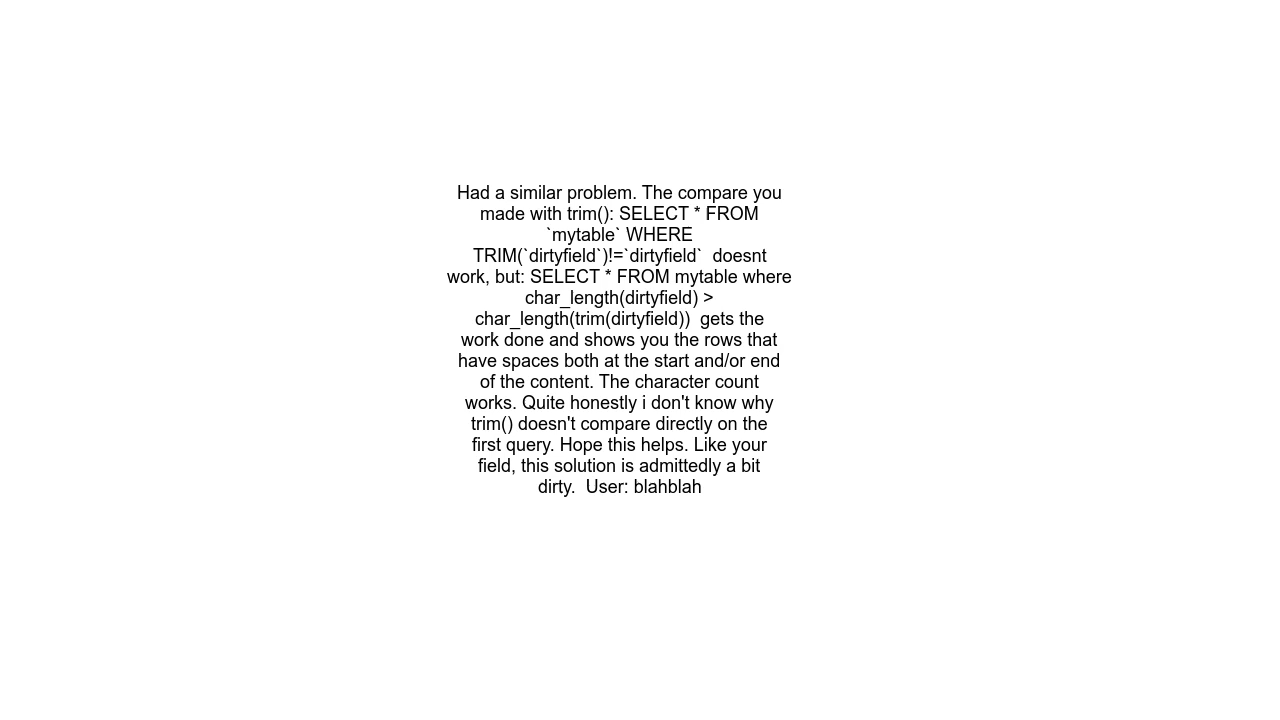 Had a similar problem. The compare you
made with trim(): SELECT * FROM
`mytable` WHERE
TRIM(`dirtyfield`)!=`dirtyfield`  doesnt
work, but: SELECT * FROM mytable where
char_length(dirtyfield) >
char_length(trim(dirtyfield))  gets the
work done and shows you the rows that
have spaces both at the start and/or end
of the content. The character count
works. Quite honestly i don't know why
trim() doesn't compare directly on the
first query. Hope this helps. Like your
field, this solution is admittedly a bit
dirty.  User: blahblah